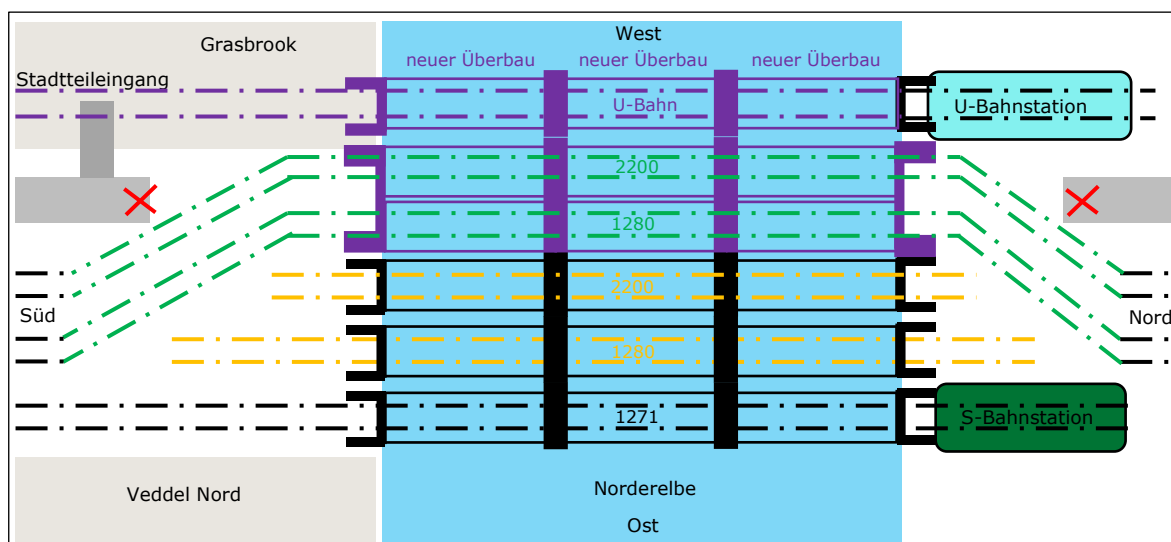 West
Grasbrook
neuer Überbau neuer Überbau neuer Überbau
Stadtteileingang
U-Bahn
U-Bahnstation
2200
1280
2200
Süd
Nord
1280
1271
S-Bahnstation
Veddel Nord
Norderelbe
Ost